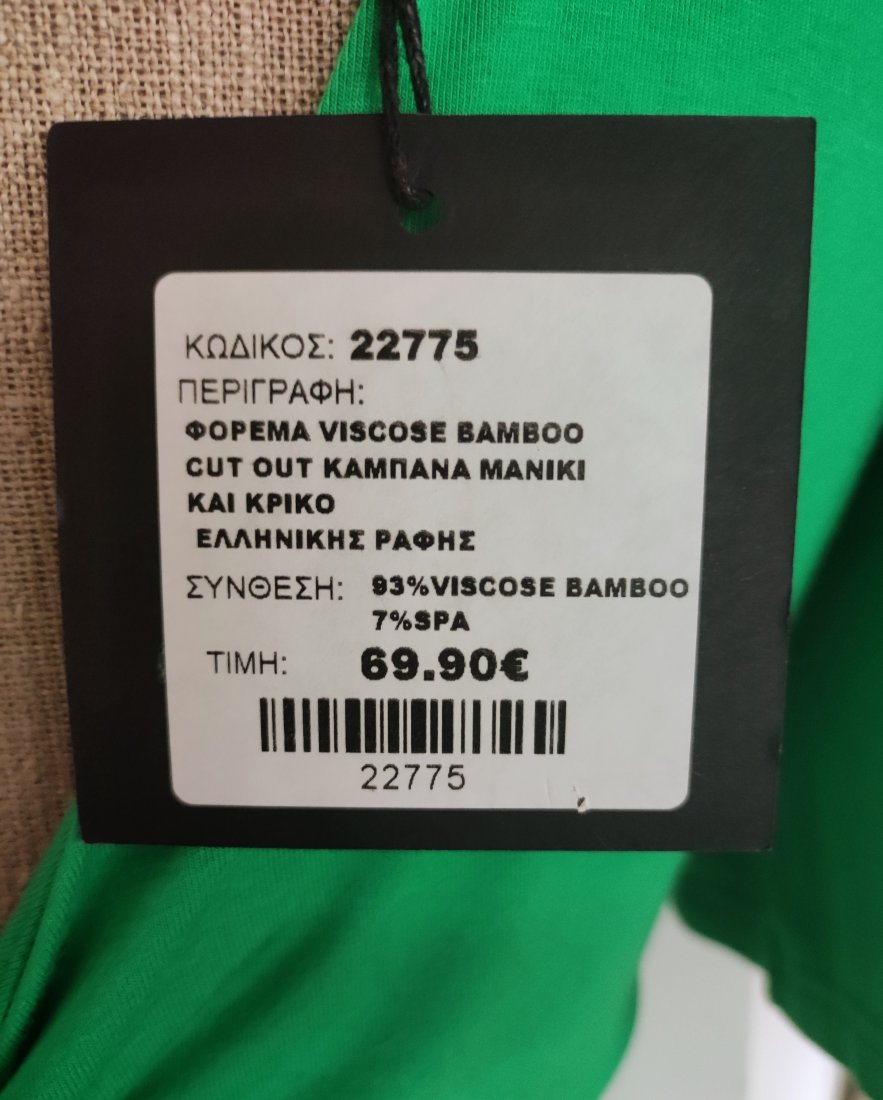 ΚΩΔΙΚΟΣ: 22775
ΠΕΡΙΓΡΑΦΗ:
ΦΟΡΕΜΑ VISCOSE BAMBOO
CUT OUT ΚΑΜΠΑΝΑ ΜΑΝΙΚΙ
ΚΑΙ ΚΡΙΚΟ
ΕΛΛΗΝΙΚΗΣ ΡΑΦΗΣ
ΣΥΝΘΕΣΗ: 93%VISCOSE BAMBOO
7%SPA
ΤΙΜΗ: 69.90€
22775